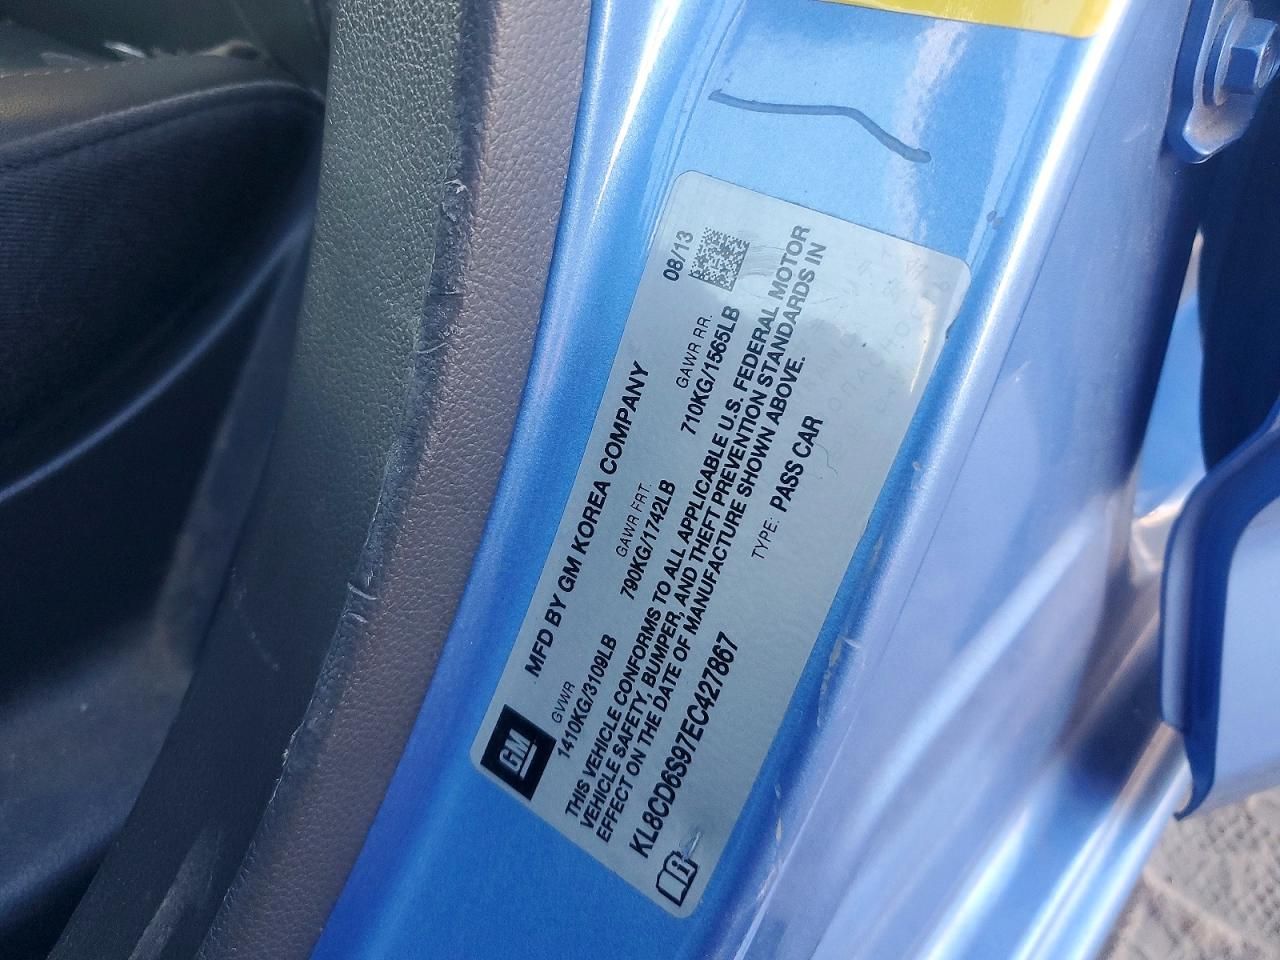 08/13
MFD BY GM KOREA COMPANY
GM
GVWR GAWR FRT. GAWR RR.
1410KG/3109LB 790KG/1742LB 710KG/1565LB
THIS VEHICLE CONFORMS TO ALL APPLICABLE U.S. FEDERAL MOTOR
VEHICLE SAFETY, BUMPER, AND THEFT PREVENTION STANDARDS IN
EFFECT ON THE DATE OF MANUFACTURE SHOWN ABOVE.
KL8CD6S97EC427867 TYPE: PASS CAR
R